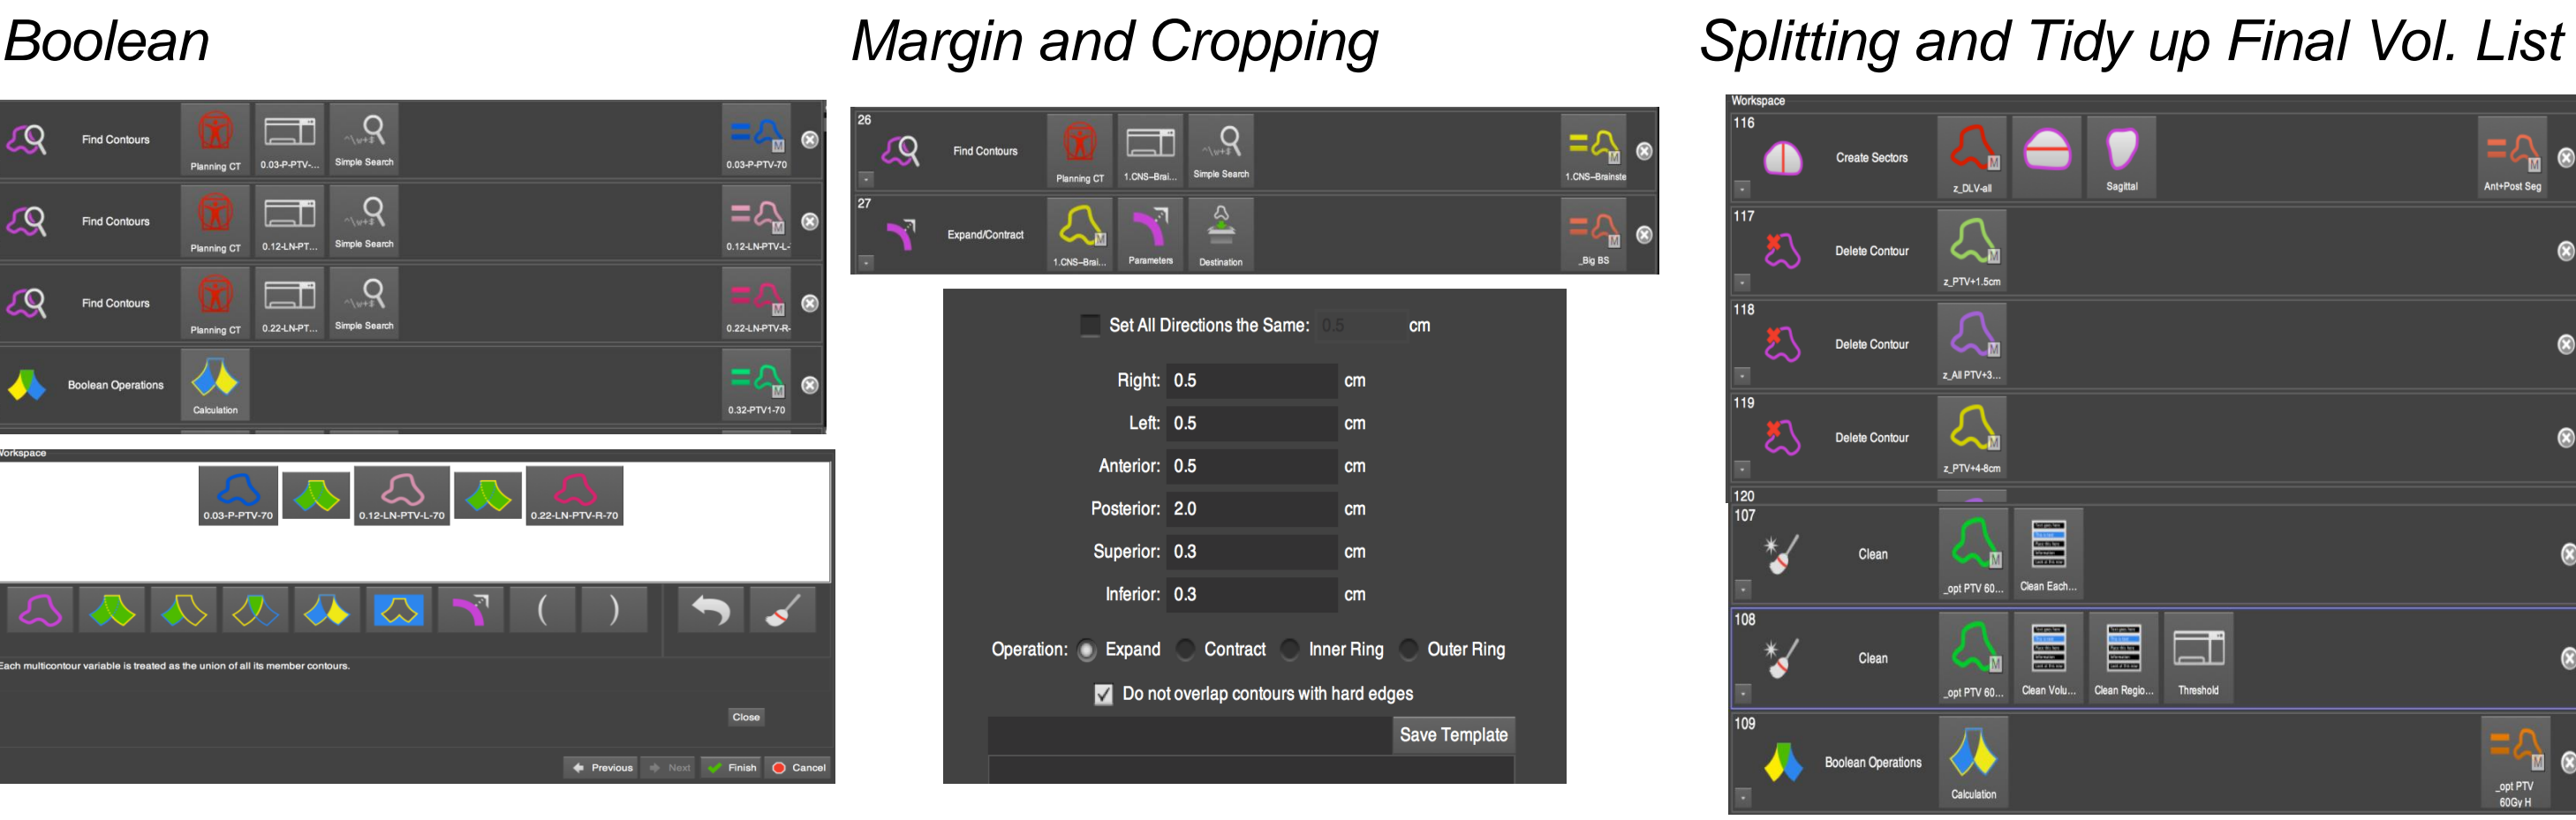 Boolean
Find Contours
Planning CT
0.03-P-PTV-...
Simple Search
0.03-P-PTV-70
Find Contours
Planning CT
0.12-LN-PT...
Simple Search
0.12-LN-PTV-L-
Find Contours
Planning CT
0.22-LN-PT...
Simple Search
0.22-LN-PTV-R-
Boolean Operations
Calculation
0.32-PTV1-70
Workspace
0.03-P-PTV-70
0.12-LN-PTV-L-70
0.22-LN-PTV-R-70
( )
Each multicontour variable is treated as the union of all its member contours.
Close
Previous Next Finish Cancel
Margin and Cropping
26
Find Contours
Planning CT
1.CNS--Brai...
Simple Search
1.CNS--Brainste
27
Expand/Contract
1.CNS--Brai...
Parameters
Destination
_Big BS
Set All Directions the Same: 0.5 cm
Right: 0.5 cm
Left: 0.5 cm
Anterior: 0.5 cm
Posterior: 2.0 cm
Superior: 0.3 cm
Inferior: 0.3 cm
Operation: Expand Contract Inner Ring Outer Ring
Do not overlap contours with hard edges
Save Template
Splitting and Tidy up Final Vol. List
Workspace
116
Create Sectors
z_DLV-all
Sagittal
Ant+Post Seg
117
Delete Contour
z_PTV+1.5cm
118
Delete Contour
z_All PTV+3...
119
Delete Contour
z_PTV+4-8cm
120
107
Clean
_opt PTV 60...
Clean Each...
108
Clean
_opt PTV 60...
Clean Volu...
Clean Regio...
Threshold
109
Boolean Operations
Calculation
_opt PTV
60Gy H